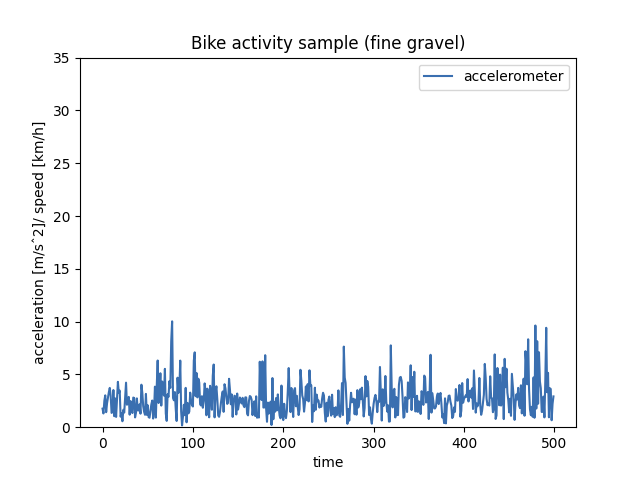 Bike activity sample (fine gravel)
accelerometer
acceleration [m/s^2]/ speed [km/h]
35
30
25
20
15
10
5
0
0 100 200 300 400 500
time